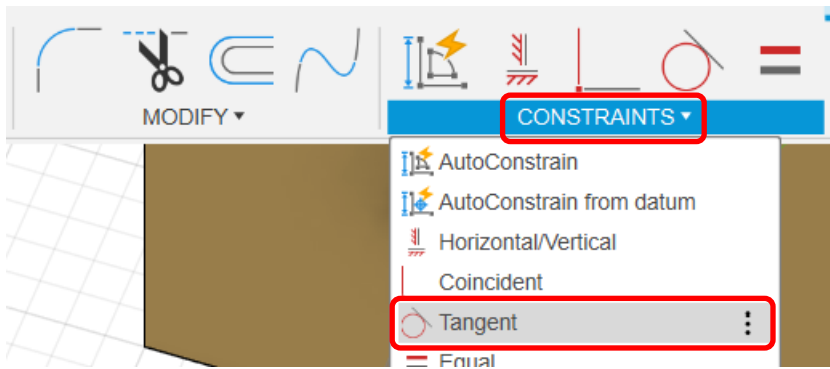 MODIFY ▾
CONSTRAINTS ▾
AutoConstrain
AutoConstrain from datum
Horizontal/Vertical
Coincident
Tangent
Equal